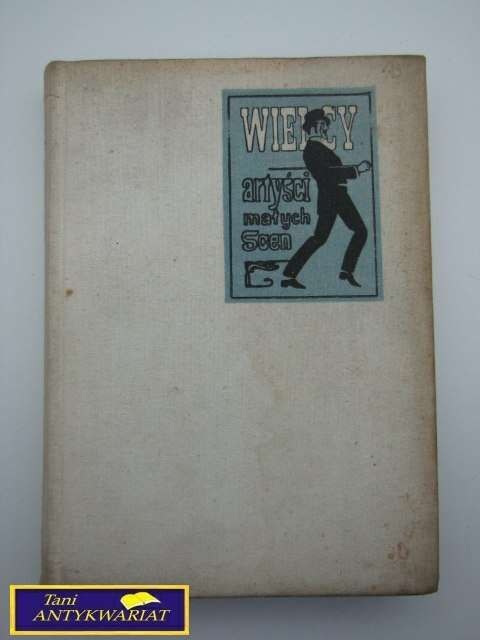 WIELCY
artyści
małych
Scen
Tani
ANTYKWARIAT